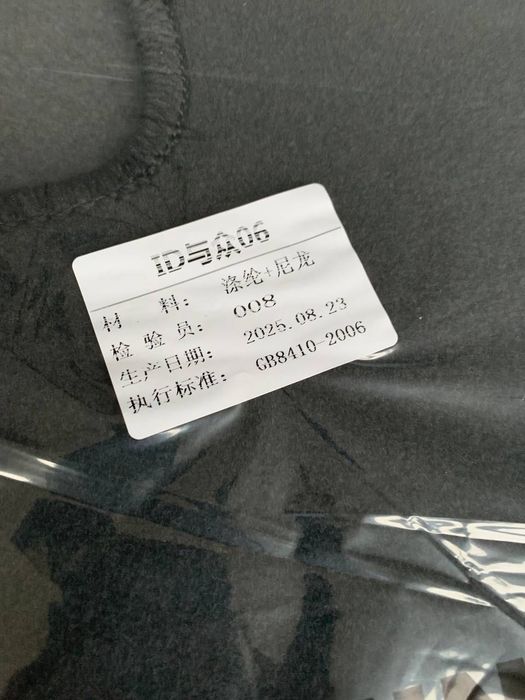 ID与众06
材 料: 涤纶+尼龙
检 验 员: 008
生产日期: 2025.08.23
执行标准: GB8410-2006